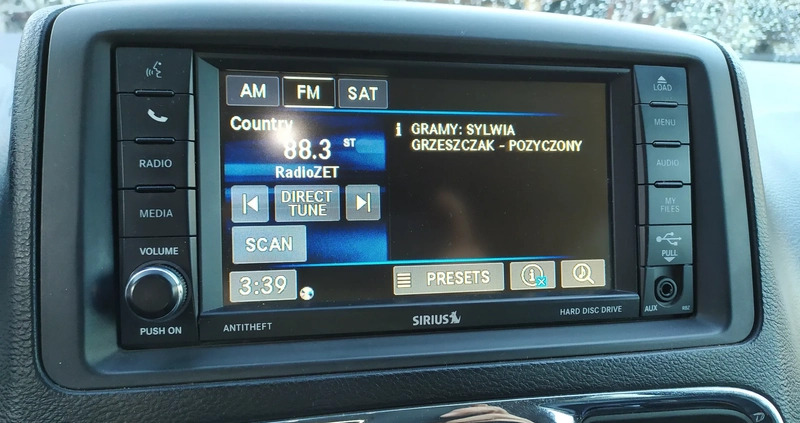 AM FM SAT
Country
88.3 ST
RadioZET
DIRECT
TUNE
SCAN
3:39
GRAMY: SYLWIA
GRZESZCZAK - POZYCZONY
PRESETS
RADIO
MEDIA
VOLUME
PUSH ON
ANTITHEFT
SIRIUS
HARD DISC DRIVE
LOAD
MENU
AUDIO
MY
FILES
PULL
AUX